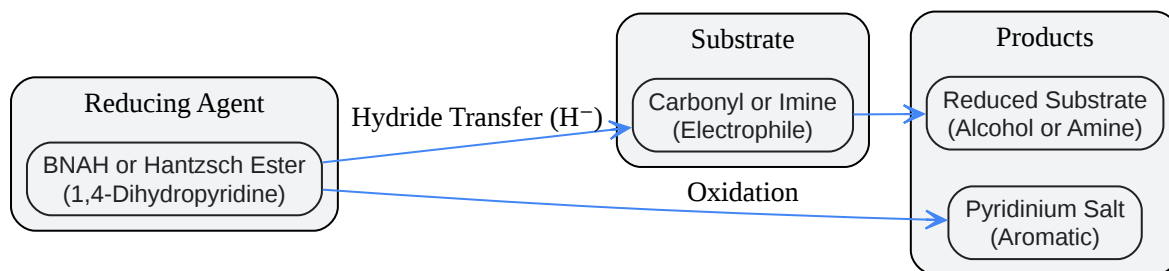 Reducing Agent
BNAH or Hantzsch Ester
(1,4-Dihydropyridine)
Hydride Transfer (H⁻)
Oxidation
Substrate
Carbonyl or Imine
(Electrophile)
Products
Reduced Substrate
(Alcohol or Amine)
Pyridinium Salt
(Aromatic)